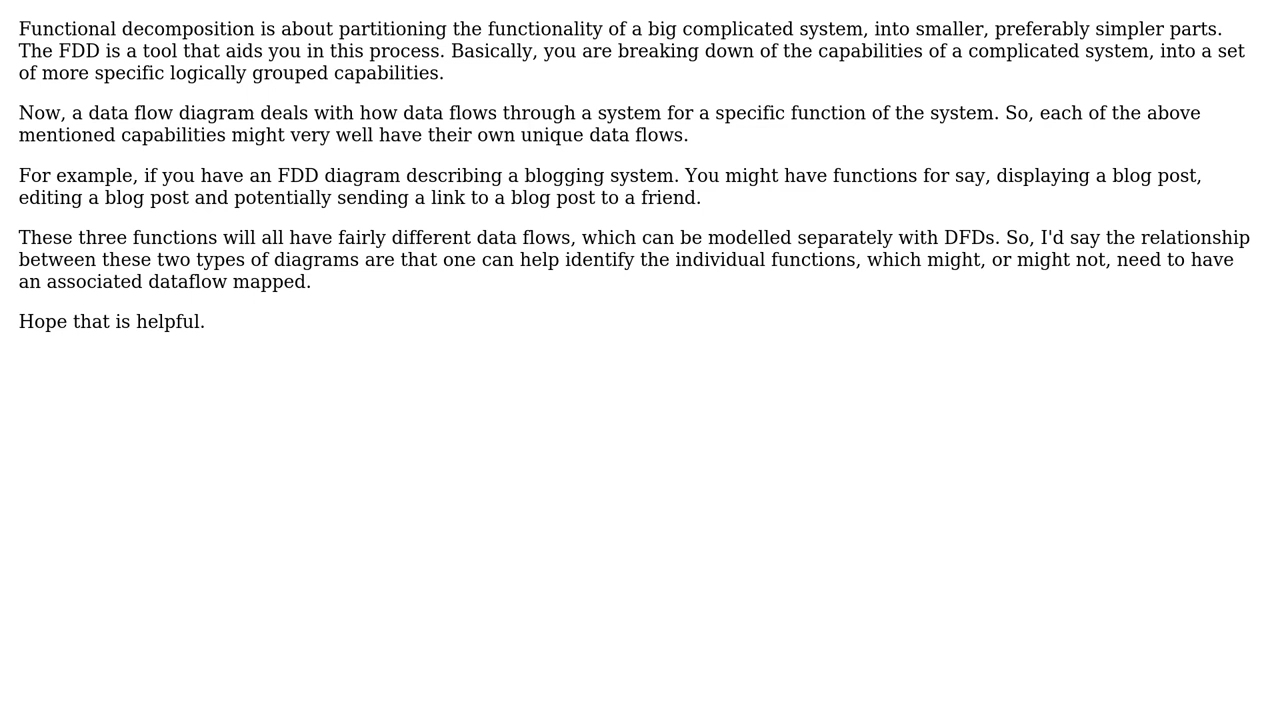 Functional decomposition is about partitioning the functionality of a big complicated system, into smaller, preferably simpler parts.
The FDD is a tool that aids you in this process. Basically, you are breaking down of the capabilities of a complicated system, into a set
of more specific logically grouped capabilities.
Now, a data flow diagram deals with how data flows through a system for a specific function of the system. So, each of the above
mentioned capabilities might very well have their own unique data flows.
For example, if you have an FDD diagram describing a blogging system. You might have functions for say, displaying a blog post,
editing a blog post and potentially sending a link to a blog post to a friend.
These three functions will all have fairly different data flows, which can be modelled separately with DFDs. So, I'd say the relationship
between these two types of diagrams are that one can help identify the individual functions, which might, or might not, need to have
an associated dataflow mapped.
Hope that is helpful.